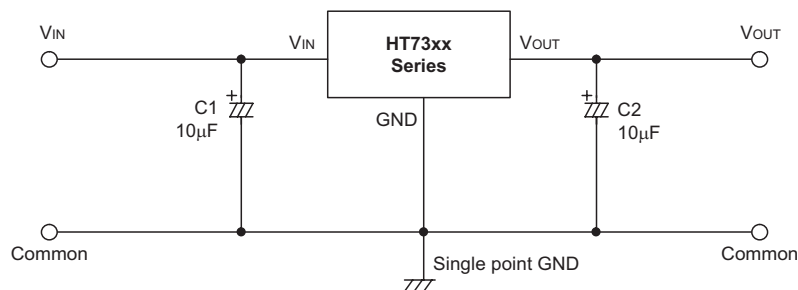 VIN
VIN
HT73xx
Series
VOUT
VOUT
C1
10μF
GND
C2
10μF
Common
Single point GND
Common